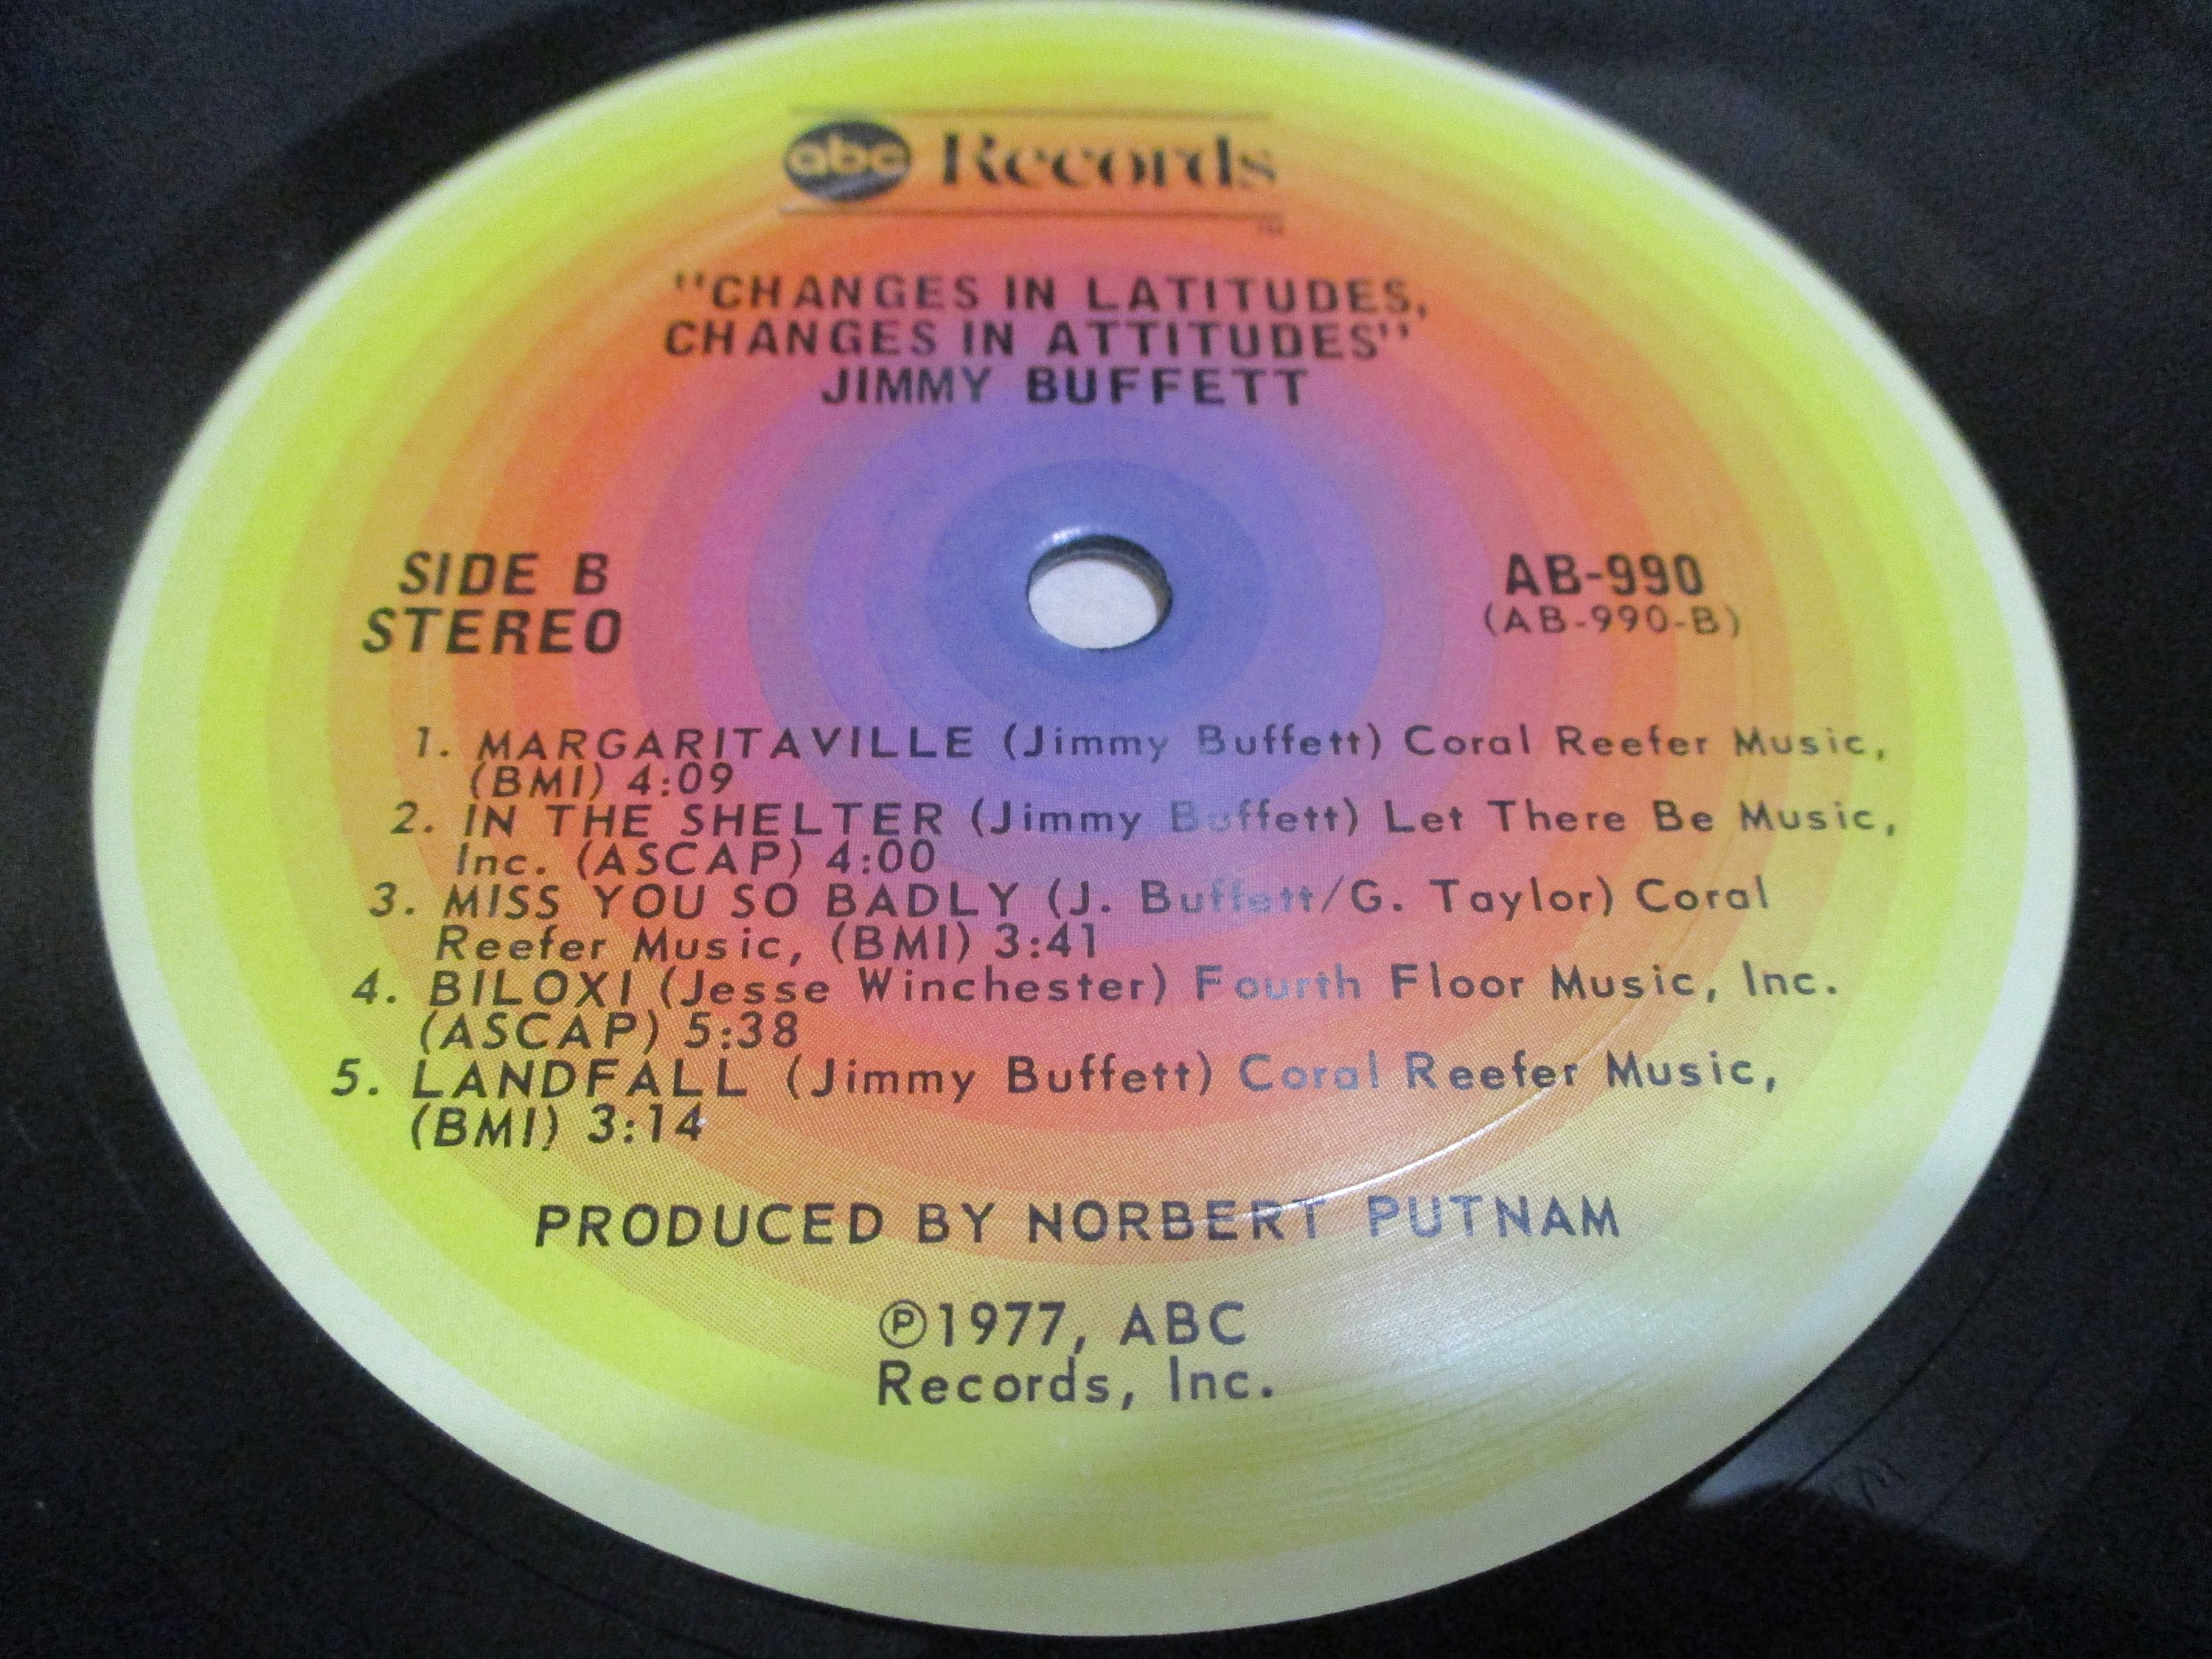 abc Records
TM
"CHANGES IN LATITUDES,
CHANGES IN ATTITUDES"
JIMMY BUFFETT
SIDE B
STEREO
AB-990
(AB-990-B)
1. MARGARITAVILLE (Jimmy Buffett) Coral Reefer Music,
(BMI) 4:09
2. IN THE SHELTER (Jimmy Buffett) Let There Be Music,
Inc. (ASCAP) 4:00
3. MISS YOU SO BADLY (J. Buffett/G. Taylor) Coral
Reefer Music, (BMI) 3:41
4. BILOXI (Jesse Winchester) Fourth Floor Music, Inc.
(ASCAP) 5:38
5. LANDFALL (Jimmy Buffett) Coral Reefer Music,
(BMI) 3:14
PRODUCED BY NORBERT PUTNAM
℗1977, ABC
Records, Inc.